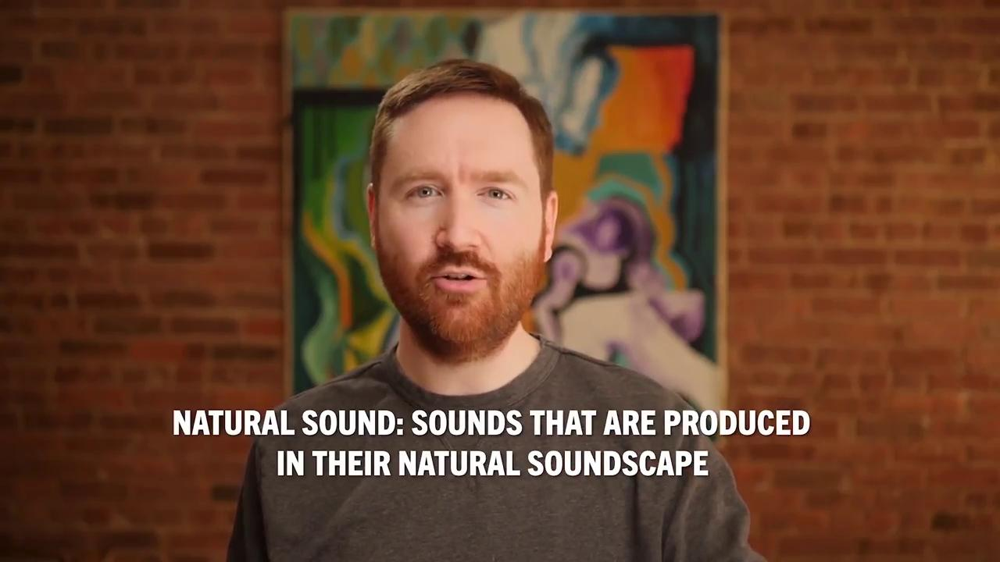 NATURAL SOUND: SOUNDS THAT ARE PRODUCED
IN THEIR NATURAL SOUNDSCAPE